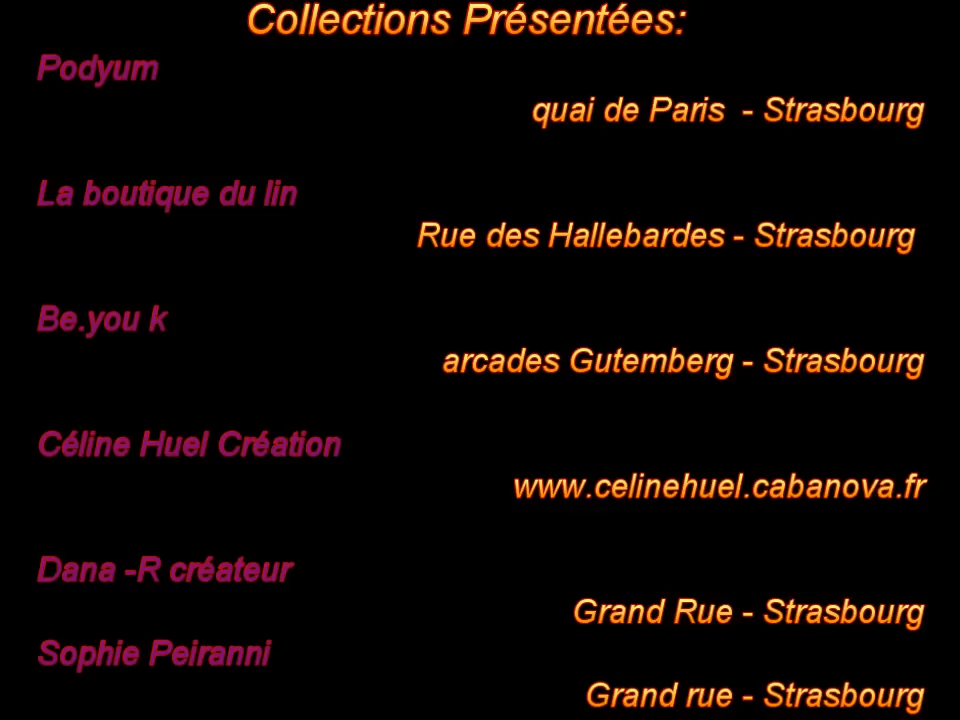 Collections Présentées:
Podyum
quai de Paris - Strasbourg
La boutique du lin
Rue des Hallebardes - Strasbourg
Be.you k
arcades Gutemberg - Strasbourg
Céline Huel Création
www.celinehuel.cabanova.fr
Dana -R créateur
Grand Rue - Strasbourg
Sophie Peiranni
Grand rue - Strasbourg